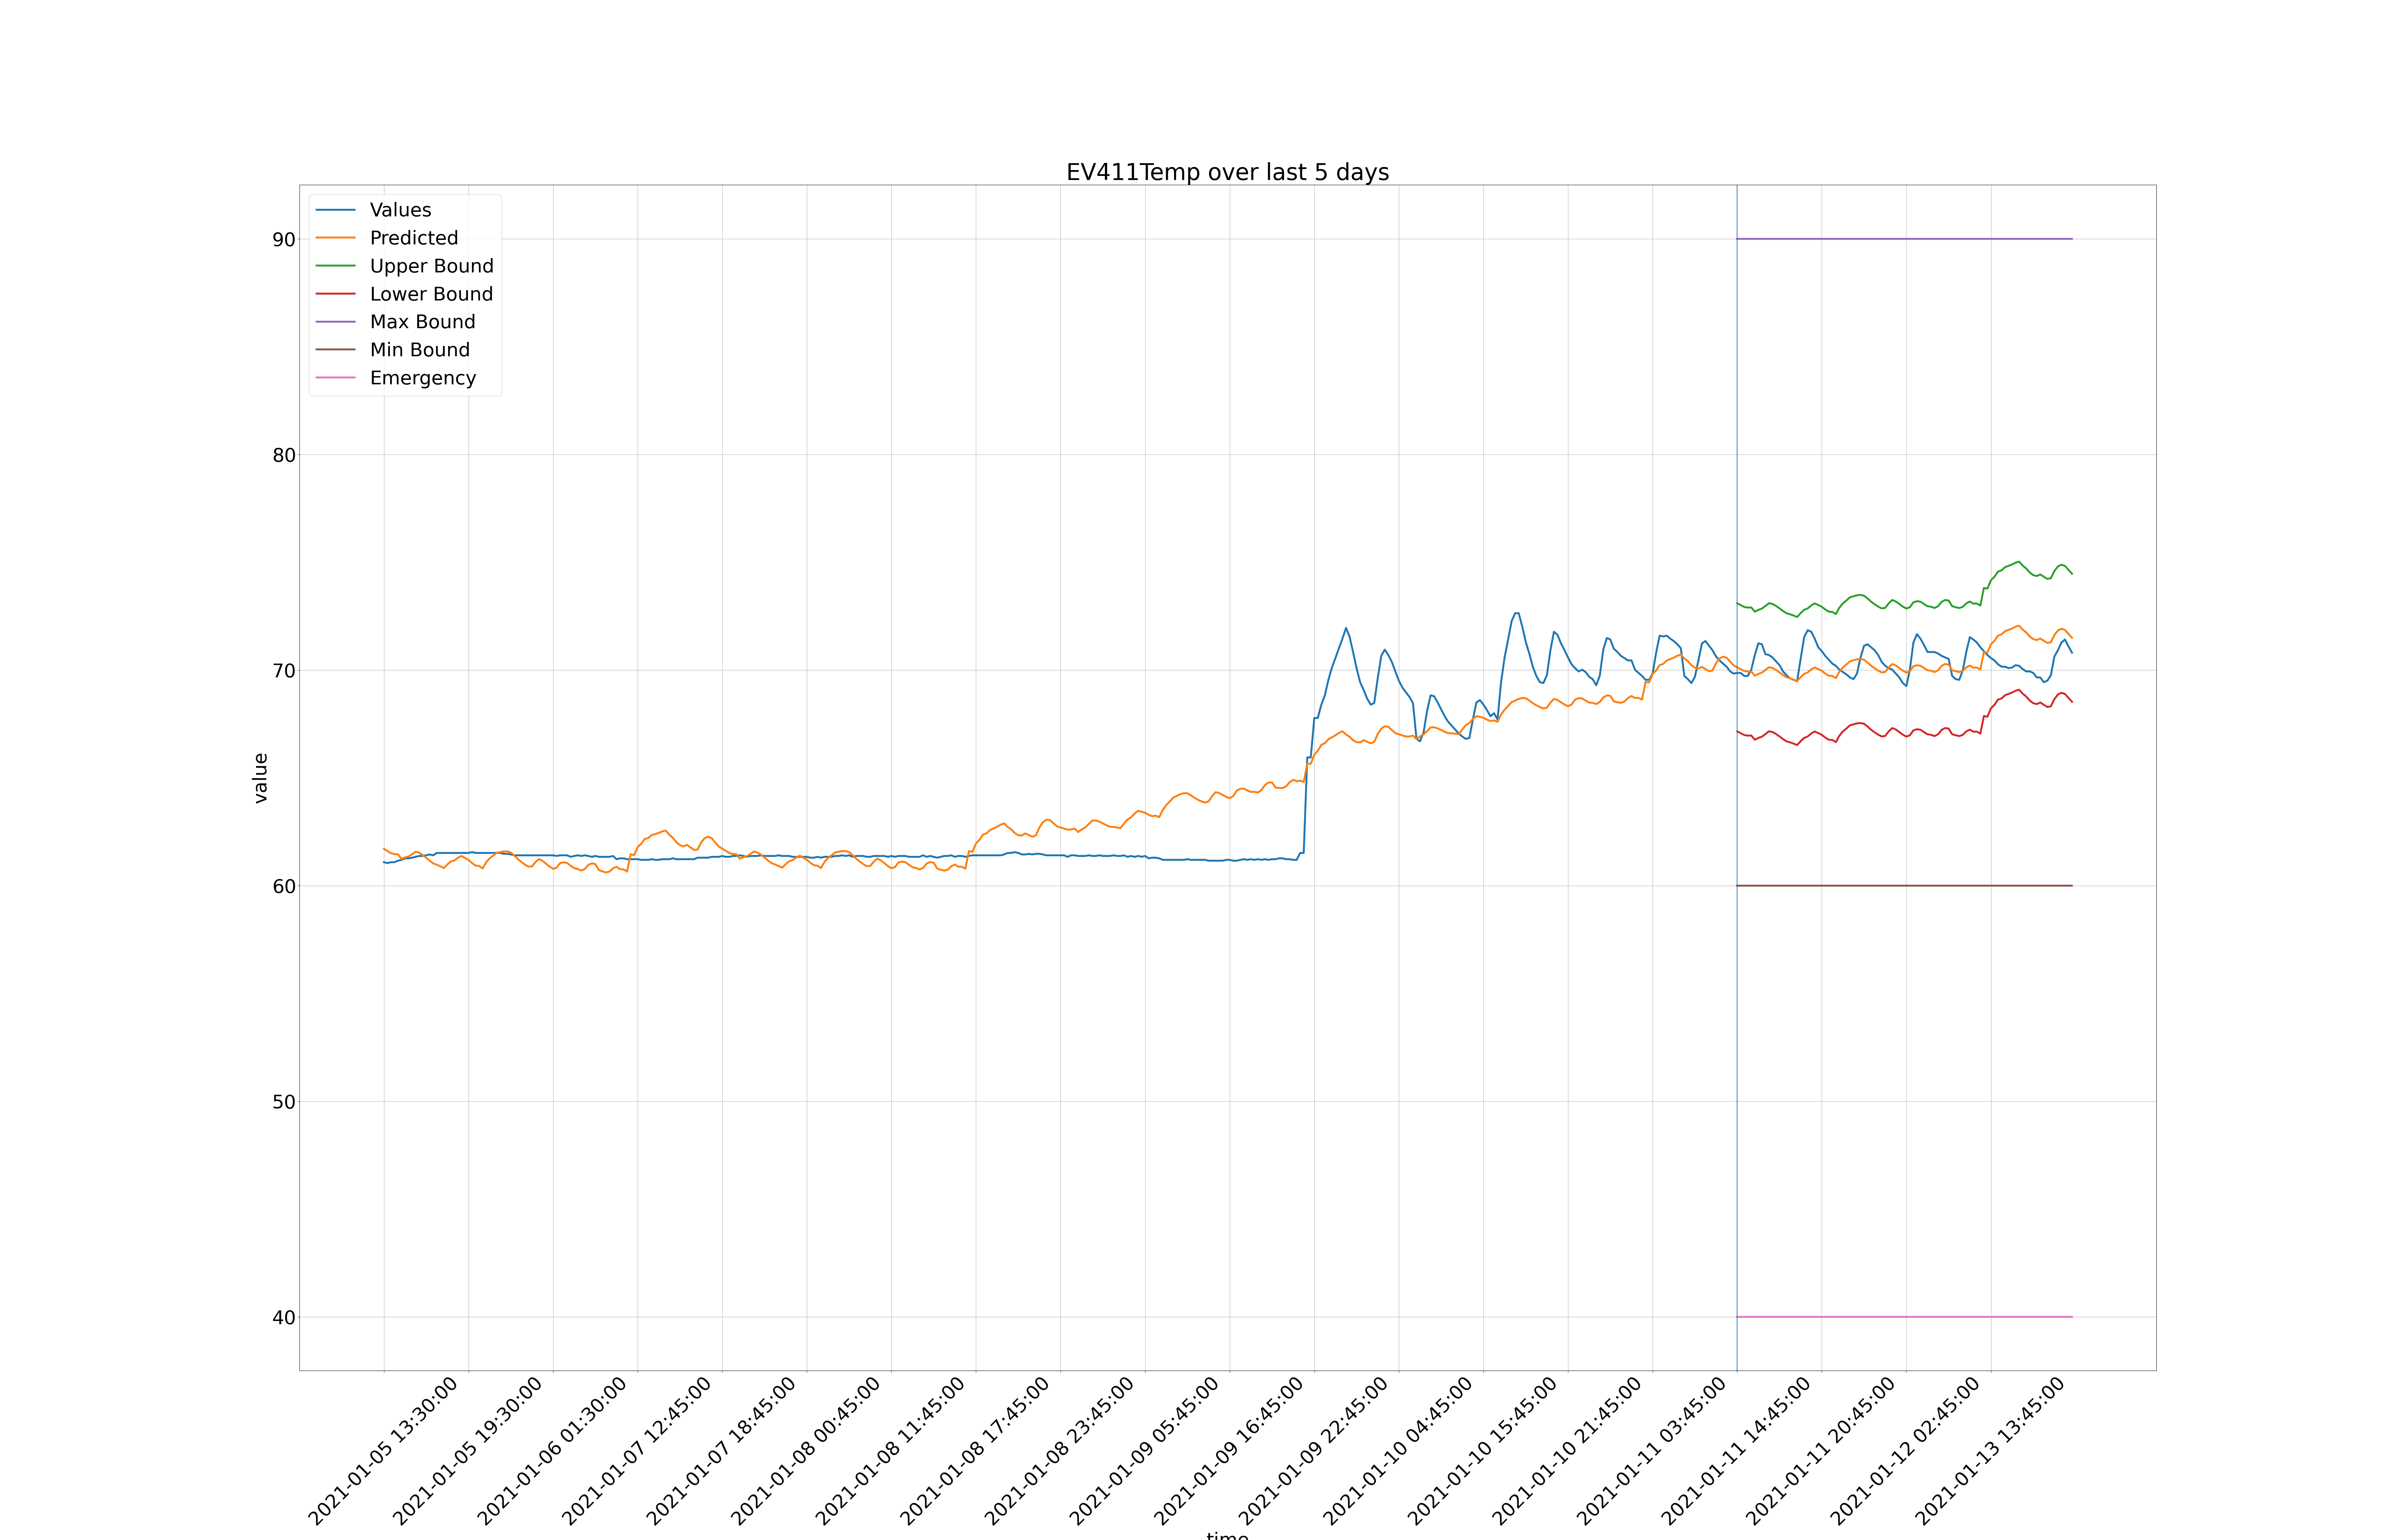 EV411Temp over last 5 days
Values
Predicted
Upper Bound
Lower Bound
Max Bound
Min Bound
Emergency
90
80
70
60
50
40
value
2021-01-05 13:30:00
2021-01-05 19:30:00
2021-01-06 01:30:00
2021-01-07 12:45:00
2021-01-07 18:45:00
2021-01-08 00:45:00
2021-01-08 11:45:00
2021-01-08 17:45:00
2021-01-08 23:45:00
2021-01-09 05:45:00
2021-01-09 16:45:00
2021-01-09 22:45:00
2021-01-10 04:45:00
2021-01-10 15:45:00
2021-01-10 21:45:00
2021-01-11 03:45:00
2021-01-11 14:45:00
2021-01-11 20:45:00
2021-01-12 02:45:00
2021-01-13 13:45:00
time